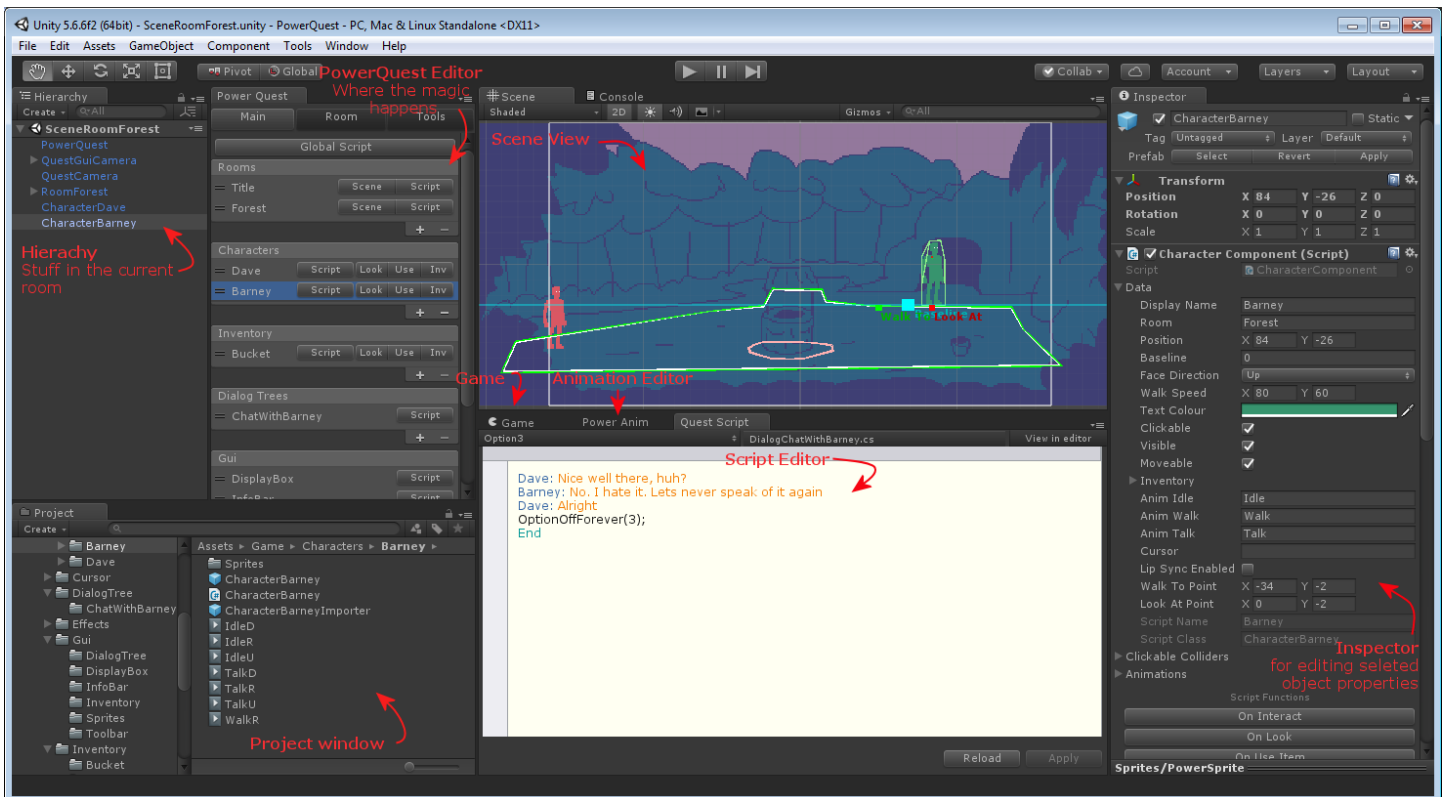 Unity 5.6.6f2 (64bit) - SceneRoomForest.unity - PowerQuest - PC, Mac & Linux Standalone <DX11>
File Edit Assets GameObject Component Tools Window Help
Pivot Global
Collab
Account
Layers
Layout
PowerQuest Editor
Where the magic
happens
Hierarchy
Create
All
SceneRoomForest
PowerQuest
QuestGuiCamera
QuestCamera
RoomForest
CharacterDave
CharacterBarney
Hierachy
Stuff in the current
room
Power Quest
Main Room Tools
Global Script
Rooms
Title Scene Script
Forest Scene Script
+ -
Characters
Dave Script Look Use Inv
Barney Script Look Use Inv
+ -
Inventory
Bucket Script Look Use Inv
+ -
Dialog Trees
ChatWithBarney Script
+ -
Gui
DisplayBox Script
InfoBar Script
Scene Console
Shaded 2D Gizmos All
Scene View
Look At
Game
Animation Editor
Game Power Anim Quest Script
Option3 DialogChatWithBarney.cs View in editor
Script Editor
Dave: Nice well there, huh?
Barney: No. I hate it. Lets never speak of it again
Dave: Alright
OptionOffForever(3);
End
Reload Apply
Project
Create
Barney
Dave
Cursor
DialogTree
ChatWithBarney
Effects
Gui
DialogTree
DisplayBox
InfoBar
Inventory
Sprites
Toolbar
Inventory
Bucket
Assets Game Characters Barney
Sprites
CharacterBarney
CharacterBarney
CharacterBarneyImporter
IdleD
IdleR
IdleU
TalkD
TalkR
TalkU
WalkR
Project window
Inspector
CharacterBarney Static
Tag Untagged Layer Default
Prefab Select Revert Apply
Transform
Position X 84 Y -26 Z 0
Rotation X 0 Y 0 Z 0
Scale X 1 Y 1 Z 1
Character Component (Script)
Script CharacterComponent
Data
Display Name Barney
Room Forest
Position X 84 Y -26
Baseline 0
Face Direction Up
Walk Speed X 80 Y 60
Text Colour
Clickable
Visible
Moveable
Inventory
Anim Idle Idle
Anim Walk Walk
Anim Talk Talk
Cursor
Lip Sync Enabled
Walk To Point X -34 Y -2
Look At Point X 0 Y -2
Script Name Barney
Script Class CharacterBarney
Clickable Colliders
Animations
Inspector
for editing seleted
object properties
Script Functions
On Interact
On Look
On Use Item
Sprites/PowerSprite